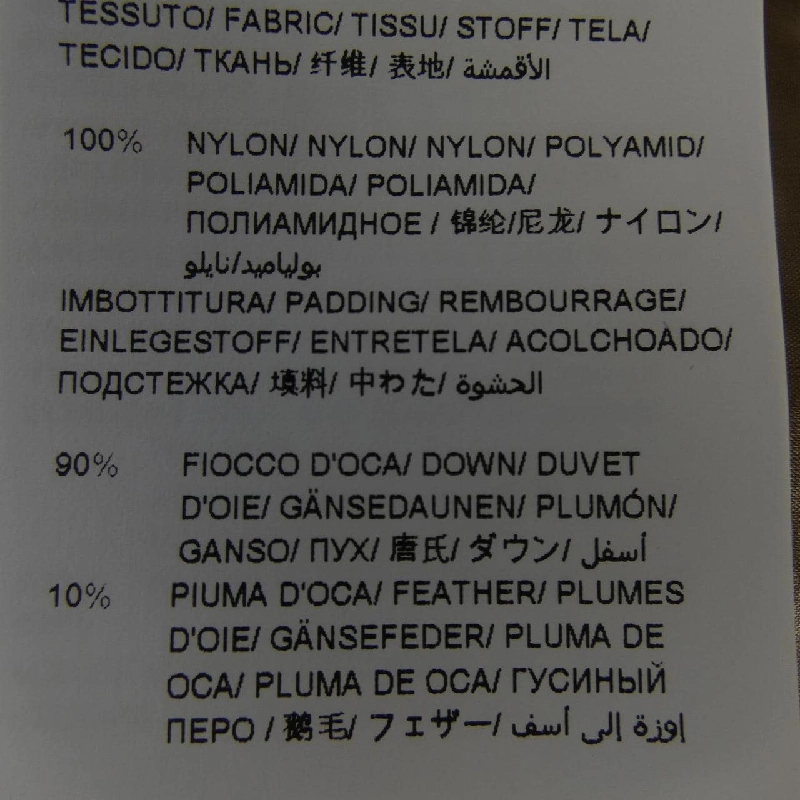 TESSUTO/ FABRIC/ TISSU/ STOFF/ TELA/
TECIDO/ ТКАНЬ/ 纤维/ 表地/ الأقمشة
100% NYLON/ NYLON/ NYLON/ POLYAMID/
POLIAMIDA/ POLIAMIDA/
ПОЛИАМИДНОЕ / 锦纶/尼龙/ ナイロン/
بولياميد/نايلو
IMBOTTITURA/ PADDING/ REMBOURRAGE/
EINLEGESTOFF/ ENTRETELA/ ACOLCHOADO/
ПОДСТЕЖКА/ 填料/ 中わた/ الحشوة
90% FIOCCO D'OCA/ DOWN/ DUVET
D'OIE/ GÄNSEDAUNEN/ PLUMÓN/
GANSO/ ПУХ/ 唐氏/ ダウン/ أسفل
10% PIUMA D'OCA/ FEATHER/ PLUMES
D'OIE/ GÄNSEFEDER/ PLUMA DE
OCA/ PLUMA DE OCA/ ГУСИНЫЙ
ПЕРО / 鹅毛/ フェザー/ اوزة إلى أسف